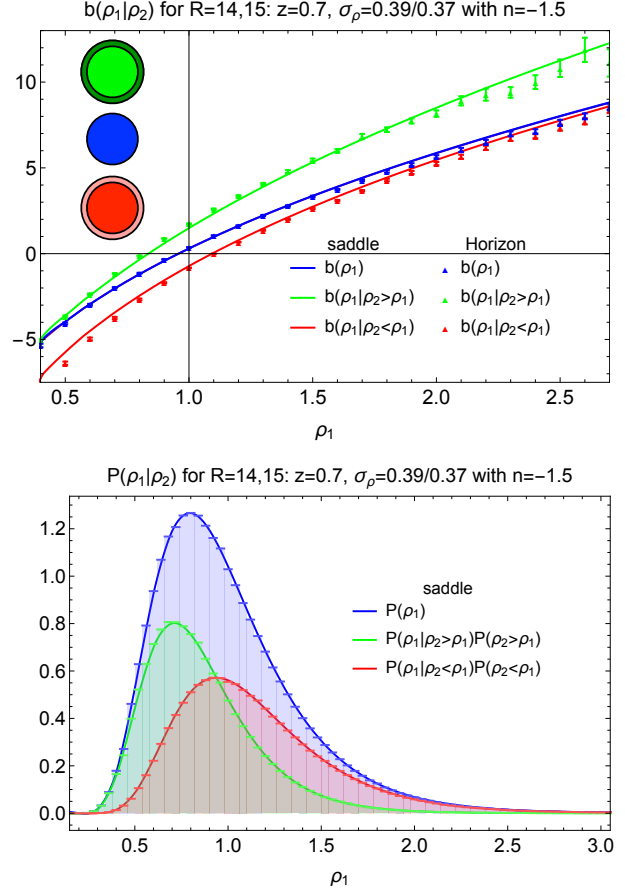 b(ρ₁|ρ₂) for R=14,15: z=0.7, σρ=0.39/0.37 with n=−1.5
10
5
0
−5
saddle Horizon
b(ρ₁) b(ρ₁)
b(ρ₁|ρ₂>ρ₁) b(ρ₁|ρ₂>ρ₁)
b(ρ₁|ρ₂<ρ₁) b(ρ₁|ρ₂<ρ₁)
0.5 1.0 1.5 2.0 2.5
ρ₁
P(ρ₁|ρ₂) for R=14,15: z=0.7, σρ=0.39/0.37 with n=−1.5
1.2
1.0
0.8
0.6
0.4
0.2
0.0
saddle
P(ρ₁)
P(ρ₁|ρ₂>ρ₁)P(ρ₂>ρ₁)
P(ρ₁|ρ₂<ρ₁)P(ρ₂<ρ₁)
0.5 1.0 1.5 2.0 2.5 3.0
ρ₁